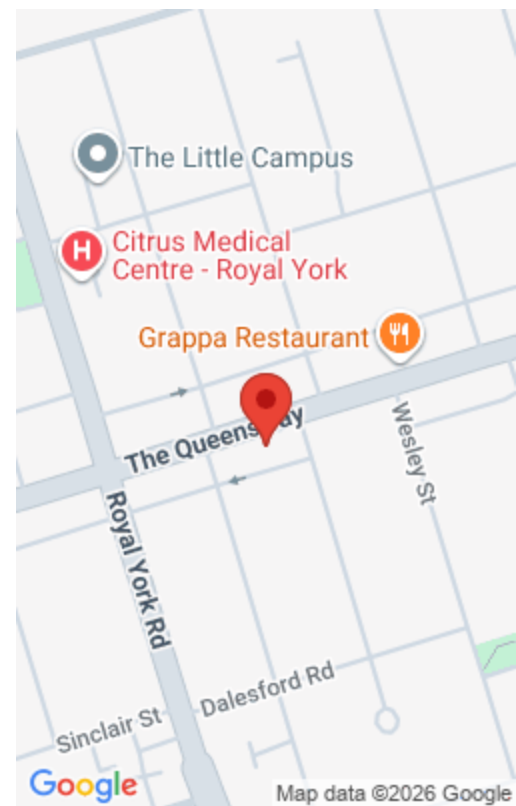 The Little Campus
Citrus Medical
Centre - Royal York
Grappa Restaurant
The Queensway
Wesley St
Royal York Rd
Dalesford Rd
Sinclair St
Google
Map data ©2026 Google